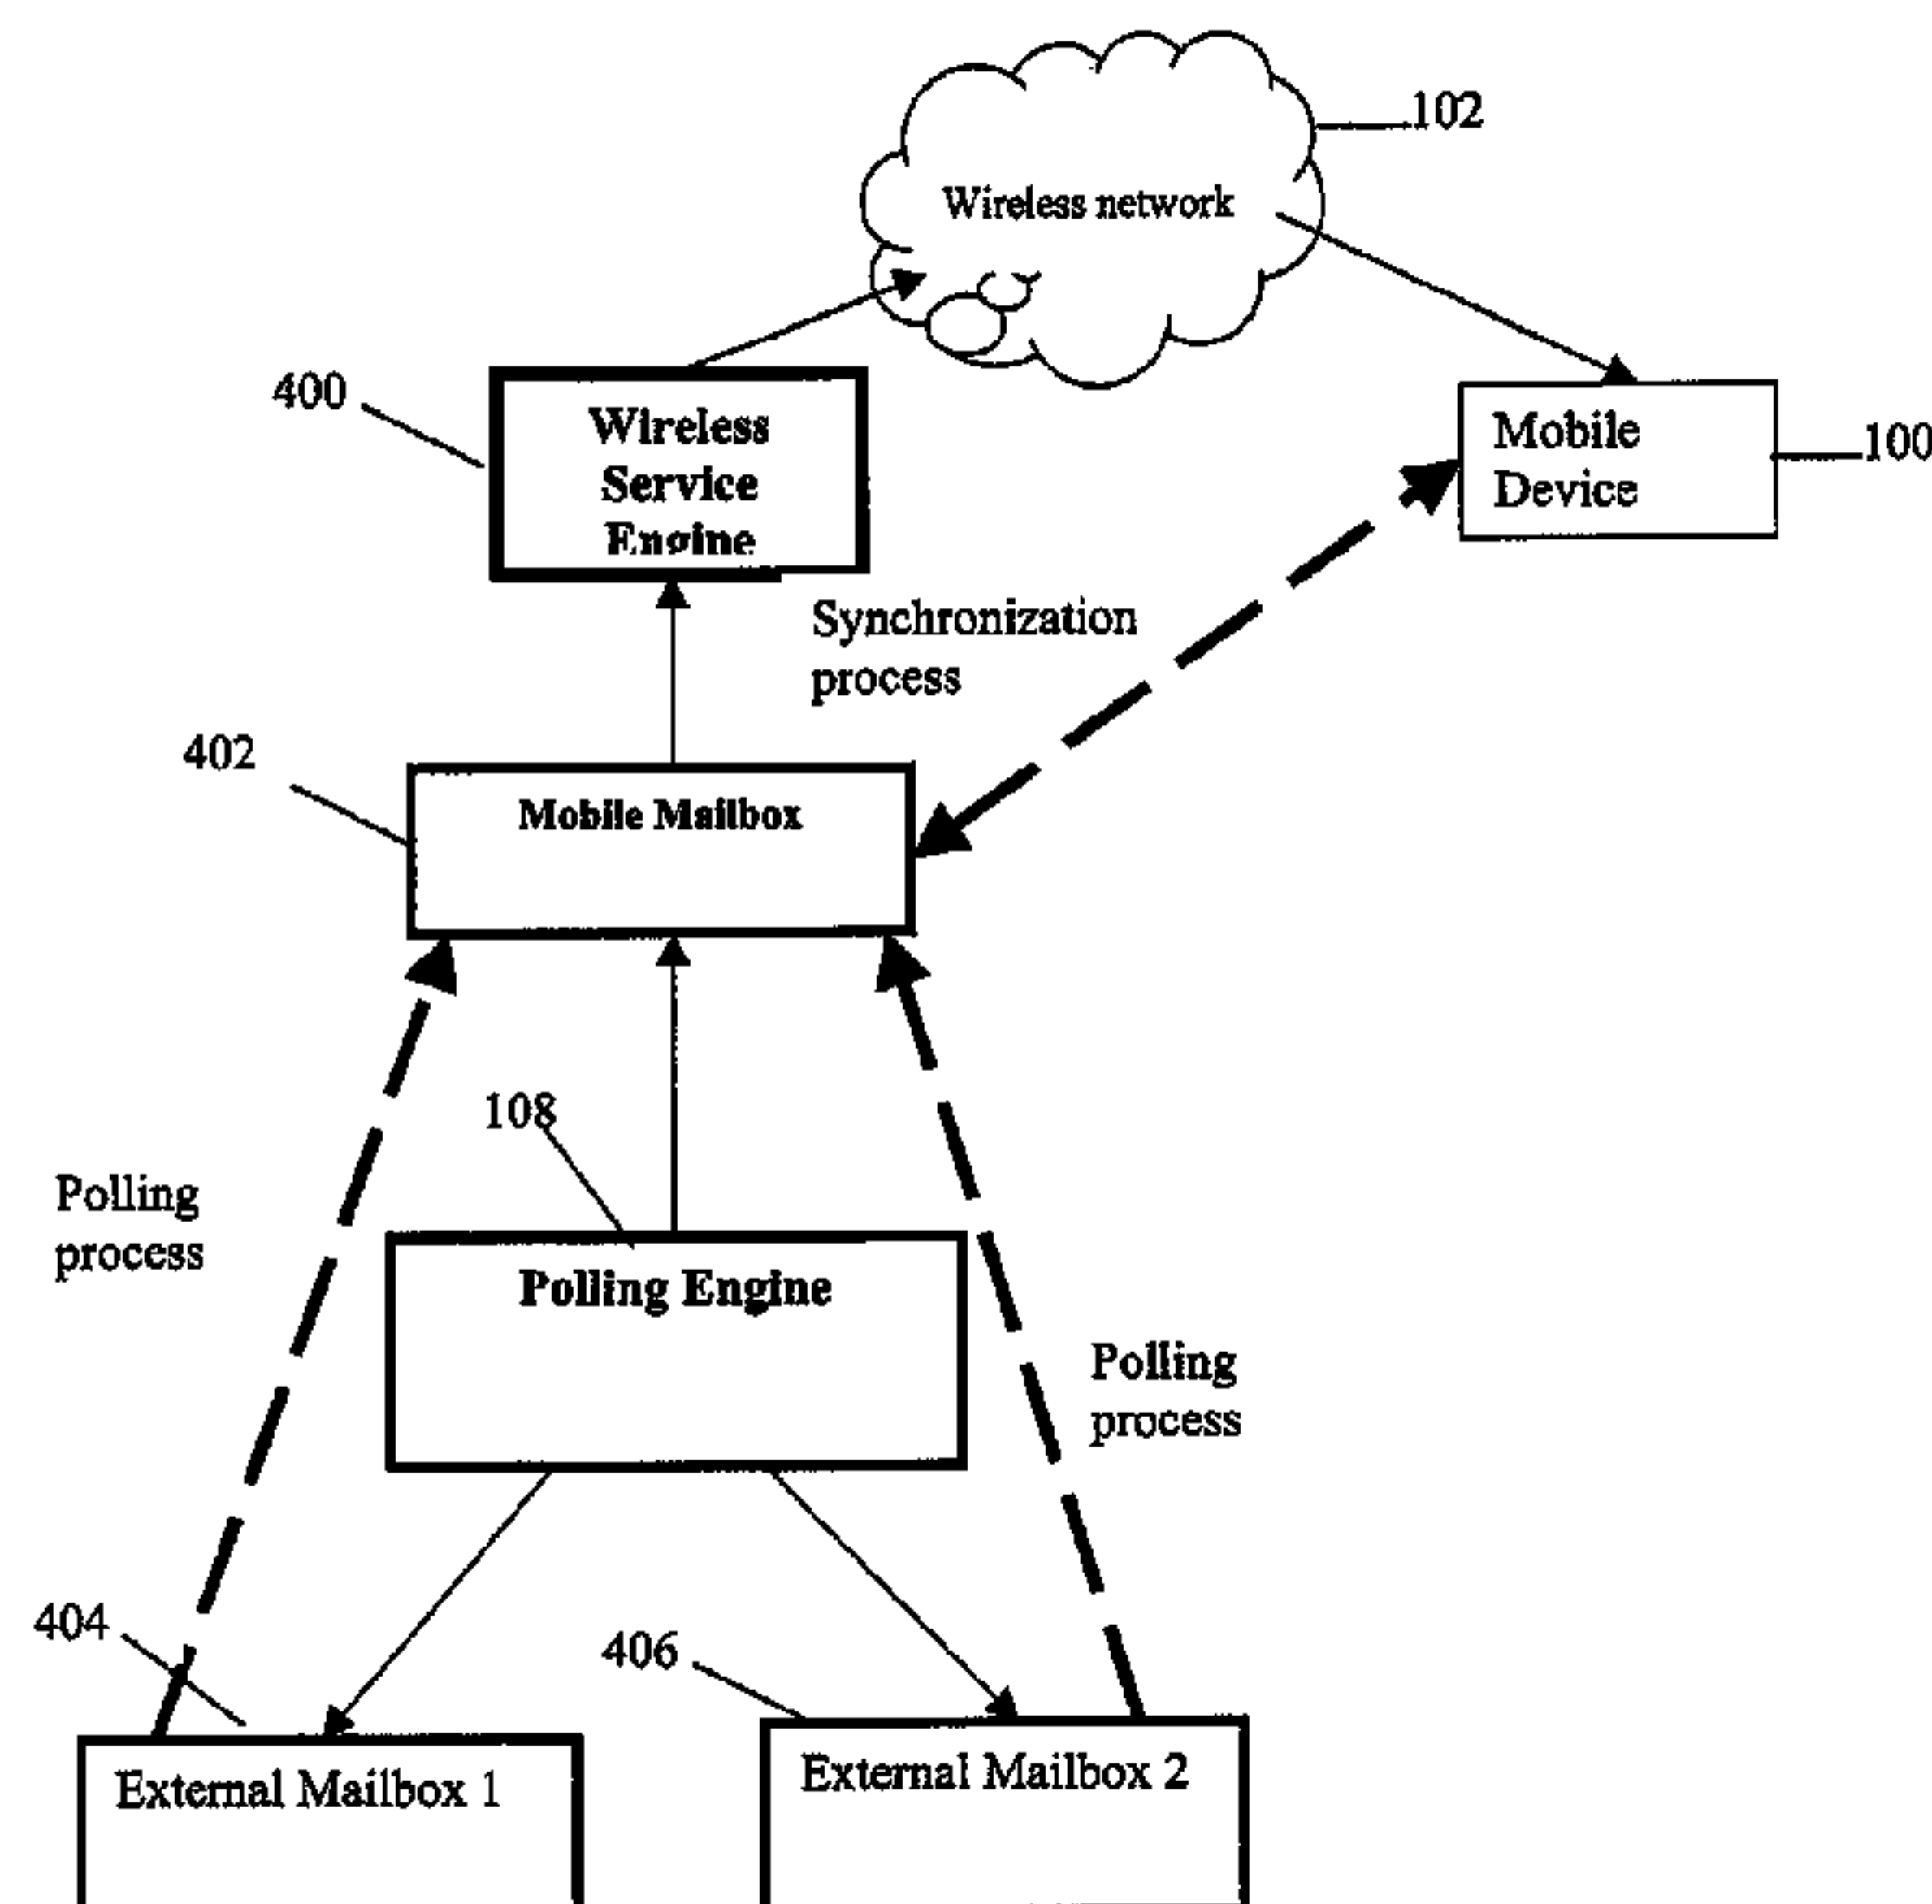 102
Wireless network
400
Wireless
Service
Engine
Mobile
Device
100
Synchronization
process
402
Mobile Mailbox
108
Polling
process
Polling Engine
Polling
process
404
406
External Mailbox 1
External Mailbox 2